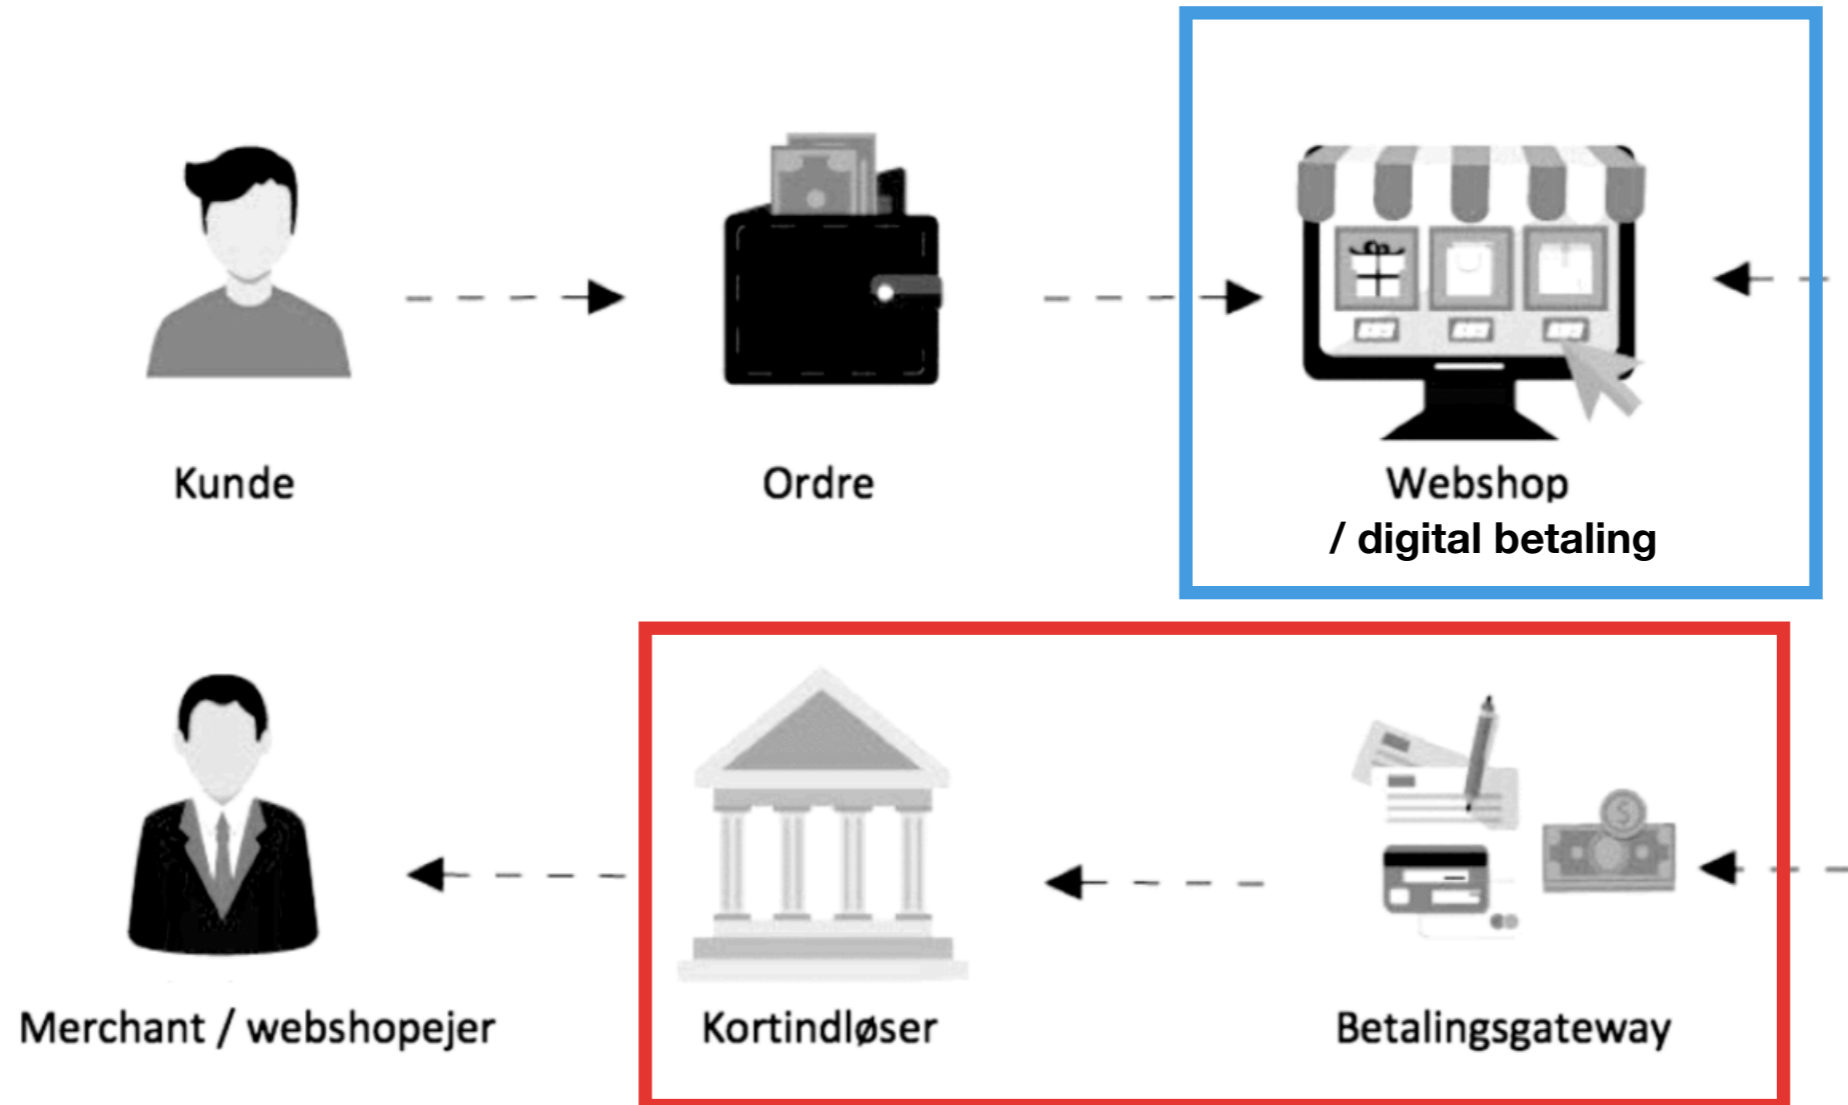 Kunde
Ordre
Webshop
/ digital betaling
Merchant / webshopejer
Kortindløser
Betalingsgateway